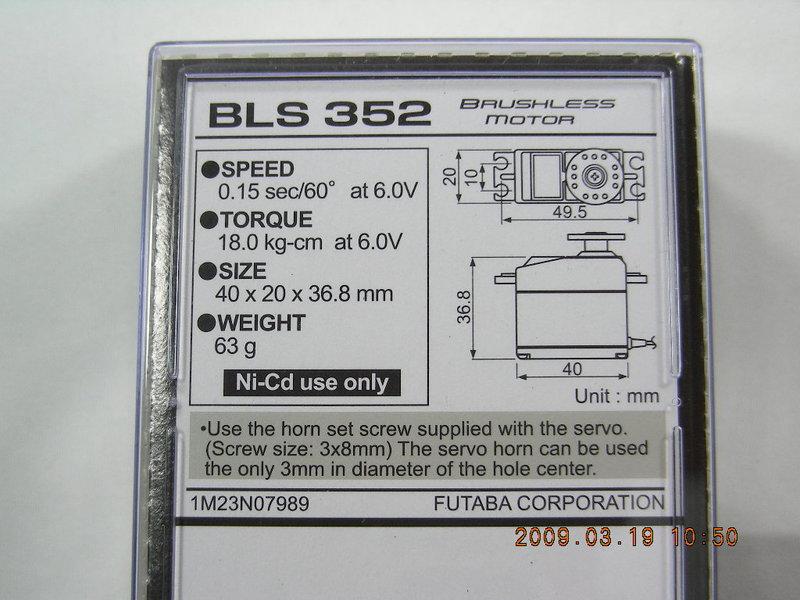 BLS 352 BRUSHLESS MOTOR
●SPEED
0.15 sec/60° at 6.0V
●TORQUE
18.0 kg-cm at 6.0V
●SIZE
40 x 20 x 36.8 mm
●WEIGHT
63 g
Ni-Cd use only
20
10
49.5
36.8
40
Unit : mm
•Use the horn set screw supplied with the servo.
(Screw size: 3x8mm) The servo horn can be used
the only 3mm in diameter of the hole center.
1M23N07989 FUTABA CORPORATION
2009.03.19 10:50